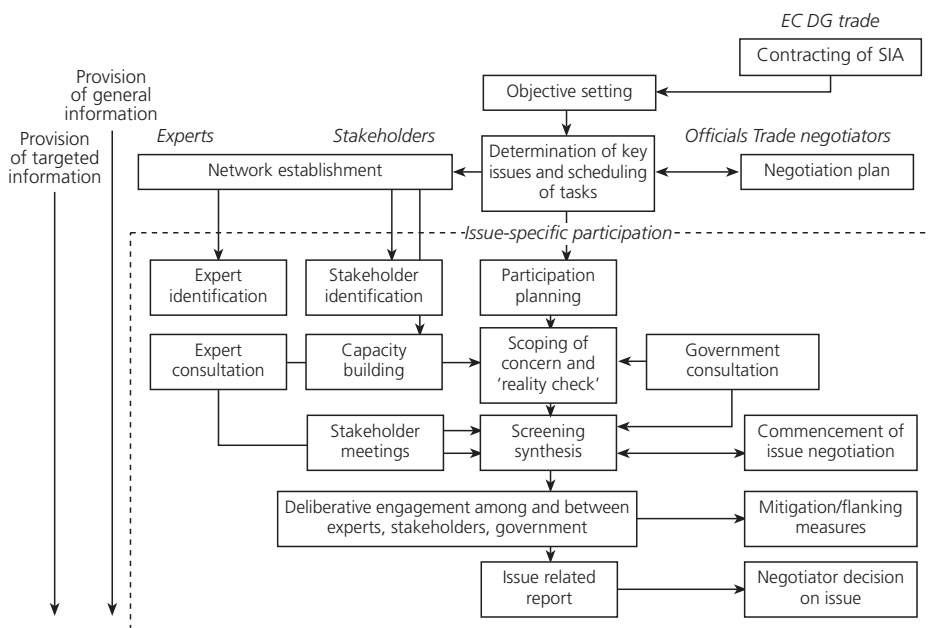 EC DG trade
Contracting of SIA
Provision
of general
information
Objective setting
Provision
of targeted
information
Experts
Stakeholders
Officials Trade negotiators
Network establishment
Determination of key
issues and scheduling
of tasks
Negotiation plan
Issue-specific participation
Expert
identification
Stakeholder
identification
Participation
planning
Expert
consultation
Capacity
building
Scoping of
concern and
'reality check'
Government
consultation
Stakeholder
meetings
Screening
synthesis
Commencement of
issue negotiation
Deliberative engagement among and between
experts, stakeholders, government
Mitigation/flanking
measures
Issue related
report
Negotiator decision
on issue